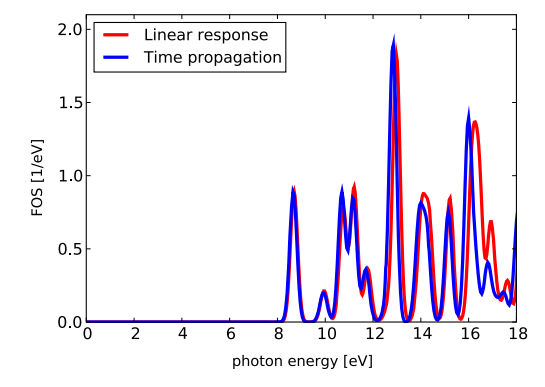 2.0
1.5
1.0
0.5
0.0
FOS [1/eV]
Linear response
Time propagation
0 2 4 6 8 10 12 14 16 18
photon energy [eV]